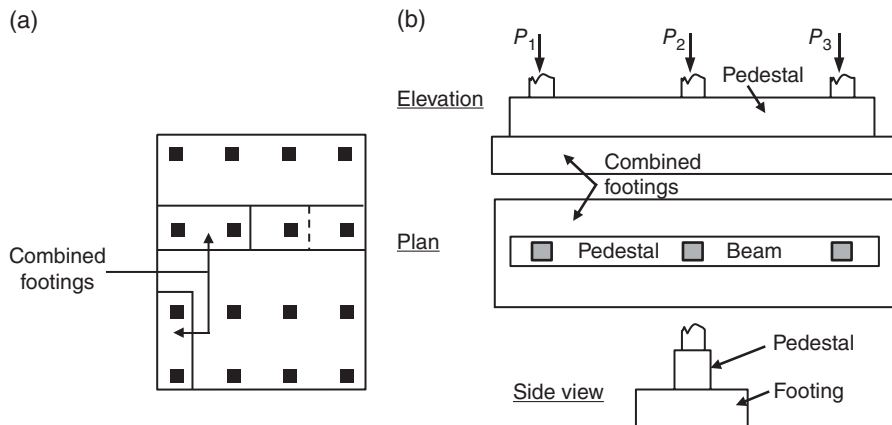 (a)
Combined
footings
(b)
P1 P2 P3
Pedestal
Elevation
Combined
footings
Plan
Pedestal Beam
Pedestal
Side view
Footing